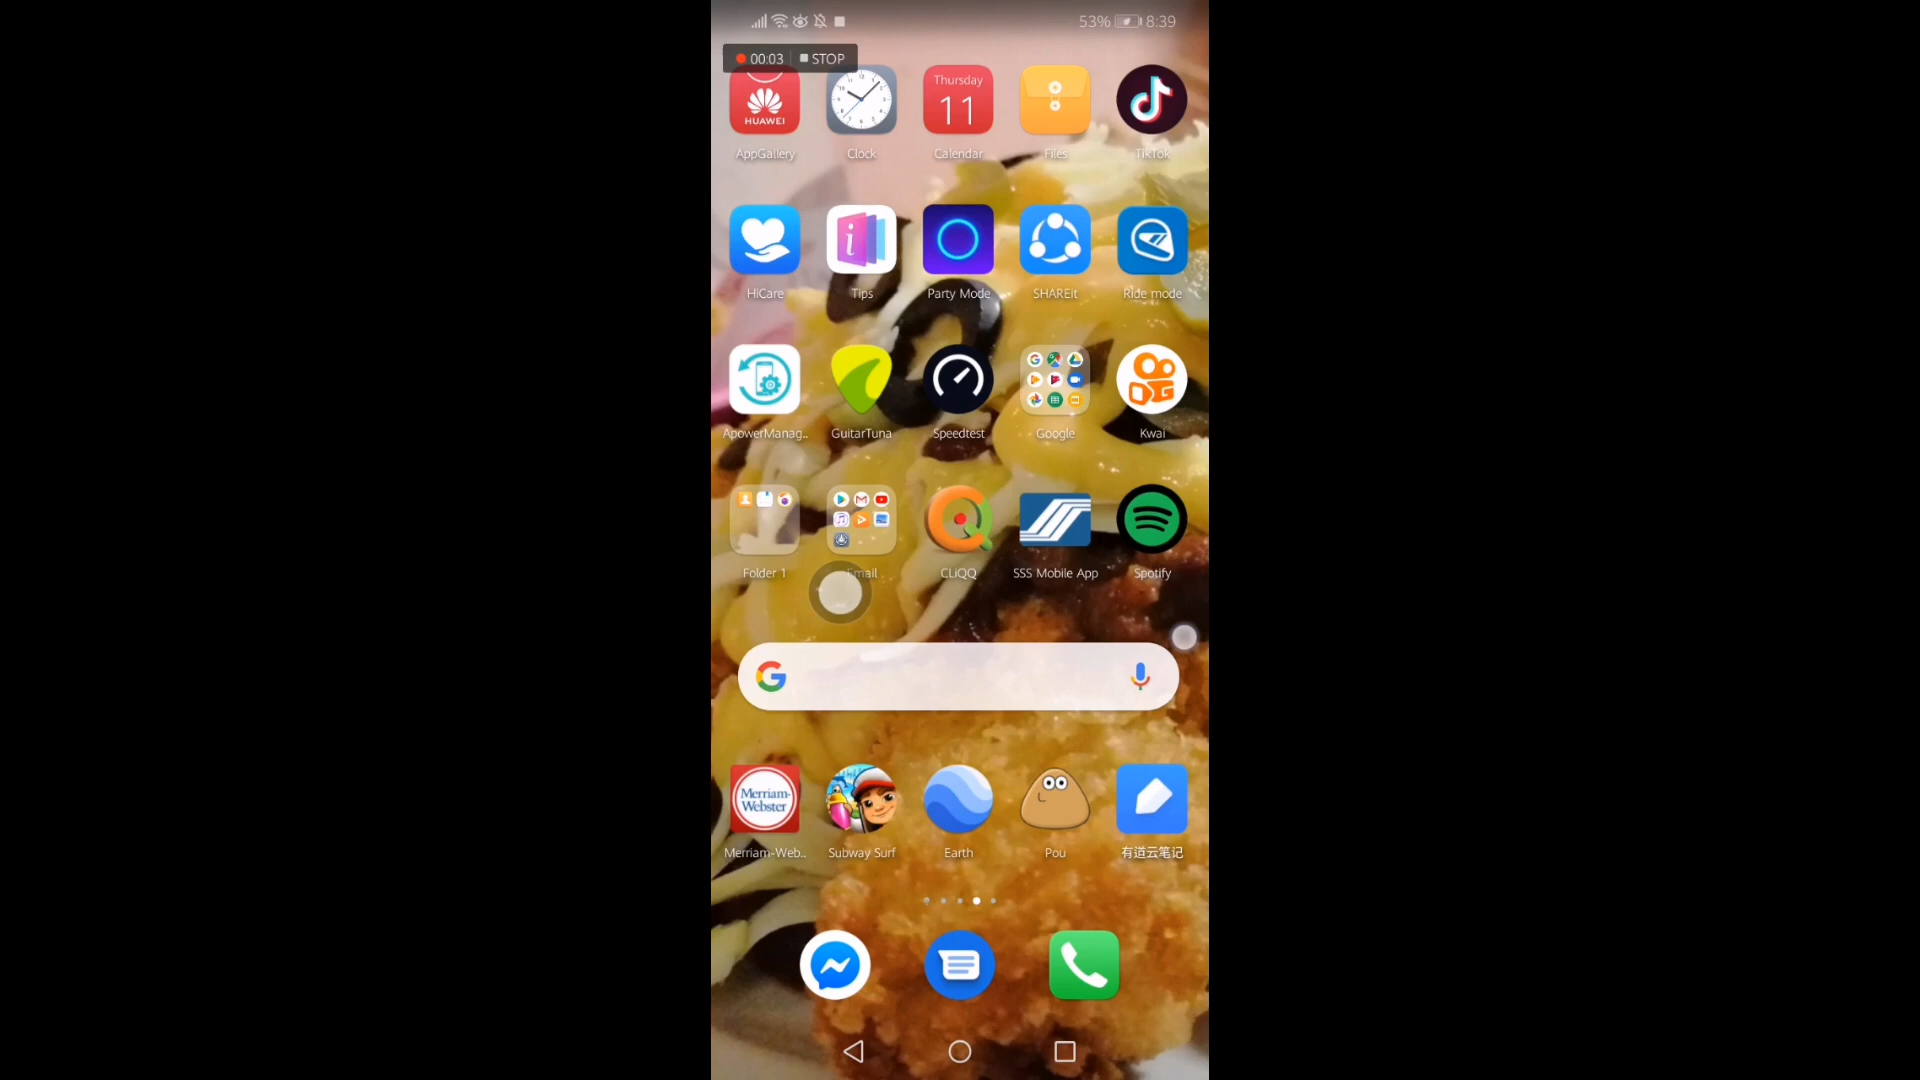 53% 8:39
00:03 STOP
HUAWEI
Thursday
11
AppGallery Clock Calendar Files TikTok
HiCare Tips Party Mode SHAREit Ride mode
ApowerManag.. GuitarTuna Speedtest Google Kwai
Folder 1 Email CLiQQ SSS Mobile App Spotify
Merriam-
Webster
Merriam-Web.. Subway Surf Earth Pou 有道云笔记